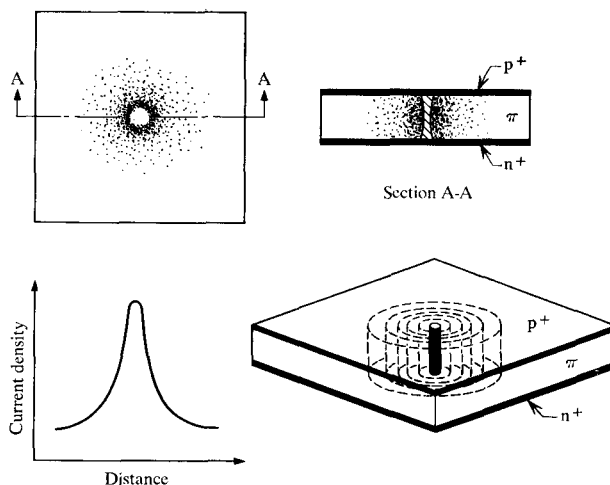 A
A
p+
π
n+
Section A-A
Current density
Distance
p+
π
n+